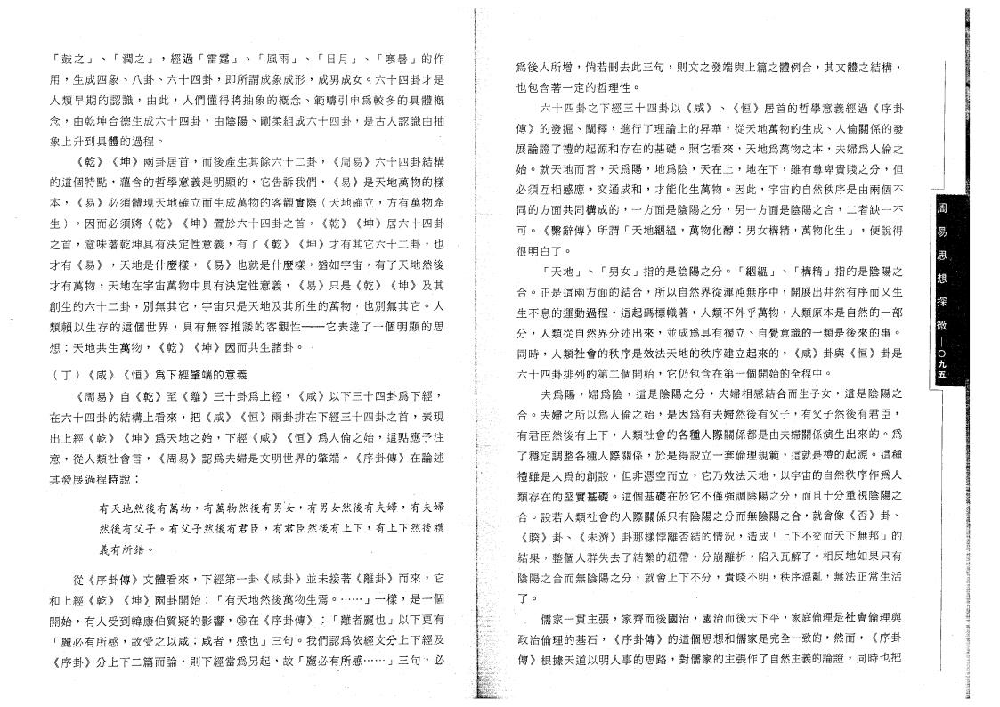 「鼓之」、「潤之」，經過「雷霆」、「風雨」、「日月」、「寒暑」的作
用，生成四象、八卦、六十四卦，即所謂成象成形，成男成女。六十四卦才是
人類早期的認識，由此，人們懂得將抽象的概念、範疇引申爲較多的具體概
念，由乾坤合德生成六十四卦，由陰陽、剛柔組成六十四卦，是古人認識由抽
象上升到具體的過程。
《乾》《坤》兩卦居首，而後產生其餘六十二卦，《周易》六十四卦結構
的這個特點，蘊含的哲學意義是明顯的，它告訴我們，《易》是天地萬物的樣
本，《易》必須體現天地確立而生成萬物的客觀實際（天地確立，方有萬物產
生），因而必須將《乾》《坤》置於六十四卦之首，《乾》《坤》居六十四卦
之首，意味著乾坤具有決定性意義，有了《乾》《坤》才有其它六十二卦，也
才有《易》，天地是什麼樣，《易》也就是什麼樣，猶如宇宙，有了天地然後
才有萬物，天地在宇宙萬物中具有決定性意義，《易》只是《乾》《坤》及其
創生的六十二卦，別無其它，宇宙只是天地及其所生的萬物，也別無其它。人
類賴以生存的這個世界，具有無容推諉的客觀性——它表達了一個明顯的思
想：天地共生萬物，《乾》《坤》因而共生諸卦。
（丁）《咸》《恒》爲下經肇端的意義
《周易》自《乾》至《離》三十卦爲上經，《咸》以下三十四卦爲下經，
在六十四卦的結構上看來，把《咸》《恒》兩卦排在下經三十四卦之首，表現
出上經《乾》《坤》爲天地之始，下經《咸》《恒》爲人倫之始，這點應予注
意，從人類社會言，《周易》認爲夫婦是文明世界的肇端。《序卦傳》在論述
其發展過程時說：
有天地然後有萬物，有萬物然後有男女，有男女然後有夫婦，有夫婦
然後有父子。有父子然後有君臣，有君臣然後有上下，有上下然後禮
義有所錯。
從《序卦傳》文體看來，下經第一卦《咸卦》並未接著《離卦》而來，它
和上經《乾》《坤》兩卦開始：「有天地然後萬物生焉。……」一樣，是一個
開始，有人受到韓康伯質疑的影響，㉖在《序卦傳》：「離者麗也」以下更有
「麗必有所感，故受之以咸；咸者，感也」三句。我們認爲依經文分上下經及
《序卦》分上下二篇而論，則下經當爲另起，故「麗必有所感……」三句，必
爲後人所增，倘若刪去此三句，則文之發端與上篇之體例合，其文體之結構，
也包含著一定的哲理性。
六十四卦之下經三十四卦以《咸》、《恒》居首的哲學意義經過《序卦
傳》的發掘、闡釋，進行了理論上的昇華，從天地萬物的生成、人倫關係的發
展論證了禮的起源和存在的基礎。照它看來，天地爲萬物之本，夫婦爲人倫之
始。就天地而言，天爲陽，地爲陰，天在上，地在下，雖有尊卑貴賤之分，但
必須互相感應，交通成和，才能化生萬物。因此，宇宙的自然秩序是由兩個不
同的方面共同構成的，一方面是陰陽之分，另一方面是陰陽之合，二者缺一不
可。《繫辭傳》所謂「天地絪縕，萬物化醇；男女構精，萬物化生」，便說得
很明白了。
「天地」、「男女」指的是陰陽之分。「絪縕」、「構精」指的是陰陽之
合。正是這兩方面的結合，所以自然界從渾沌無序中，開展出井然有序而又生
生不息的運動過程，這起碼標幟著，人類不外乎萬物，人類原本是自然的一部
分，人類從自然界分述出來，並成爲具有獨立、自覺意識的一類是後來的事。
同時，人類社會的秩序是效法天地的秩序建立起來的，《咸》卦與《恒》卦是
六十四卦排列的第二個開始，它仍包含在第一個開始的全程中。
夫爲陽，婦爲陰，這是陰陽之分，夫婦相感結合而生子女，這是陰陽之
合。夫婦之所以爲人倫之始，是因爲有夫婦然後有父子，有父子然後有君臣，
有君臣然後有上下，人類社會的各種人際關係都是由夫婦關係演生出來的。爲
了穩定調整各種人際關係，於是得設立一套倫理規範，這就是禮的起源。這種
禮雖是人爲的創設，但非憑空而立，它乃效法天地，以宇宙的自然秩序作爲人
類存在的堅實基礎。這個基礎在於它不僅強調陰陽之分，而且十分重視陰陽之
合。設若人類社會的人際關係只有陰陽之分而無陰陽之合，就會像《否》卦、
《睽》卦、《未濟》卦那樣悖離否結的情況，造成「上下不交而天下無邦」的
結果，整個人群失去了結繫的紐帶，分崩離析，陷入瓦解了。相反地如果只有
陰陽之合而無陰陽之分，就會上下不分，貴賤不明，秩序混亂，無法正常生活
了。
儒家一貫主張，家齊而後國治，國治而後天下平，家庭倫理是社會倫理與
政治倫理的基石，《序卦傳》的這個思想和儒家是完全一致的，然而，《序卦
傳》根據天道以明人事的思路，對儒家的主張作了自然主義的論證，同時也把
周易思想探微—〇九五